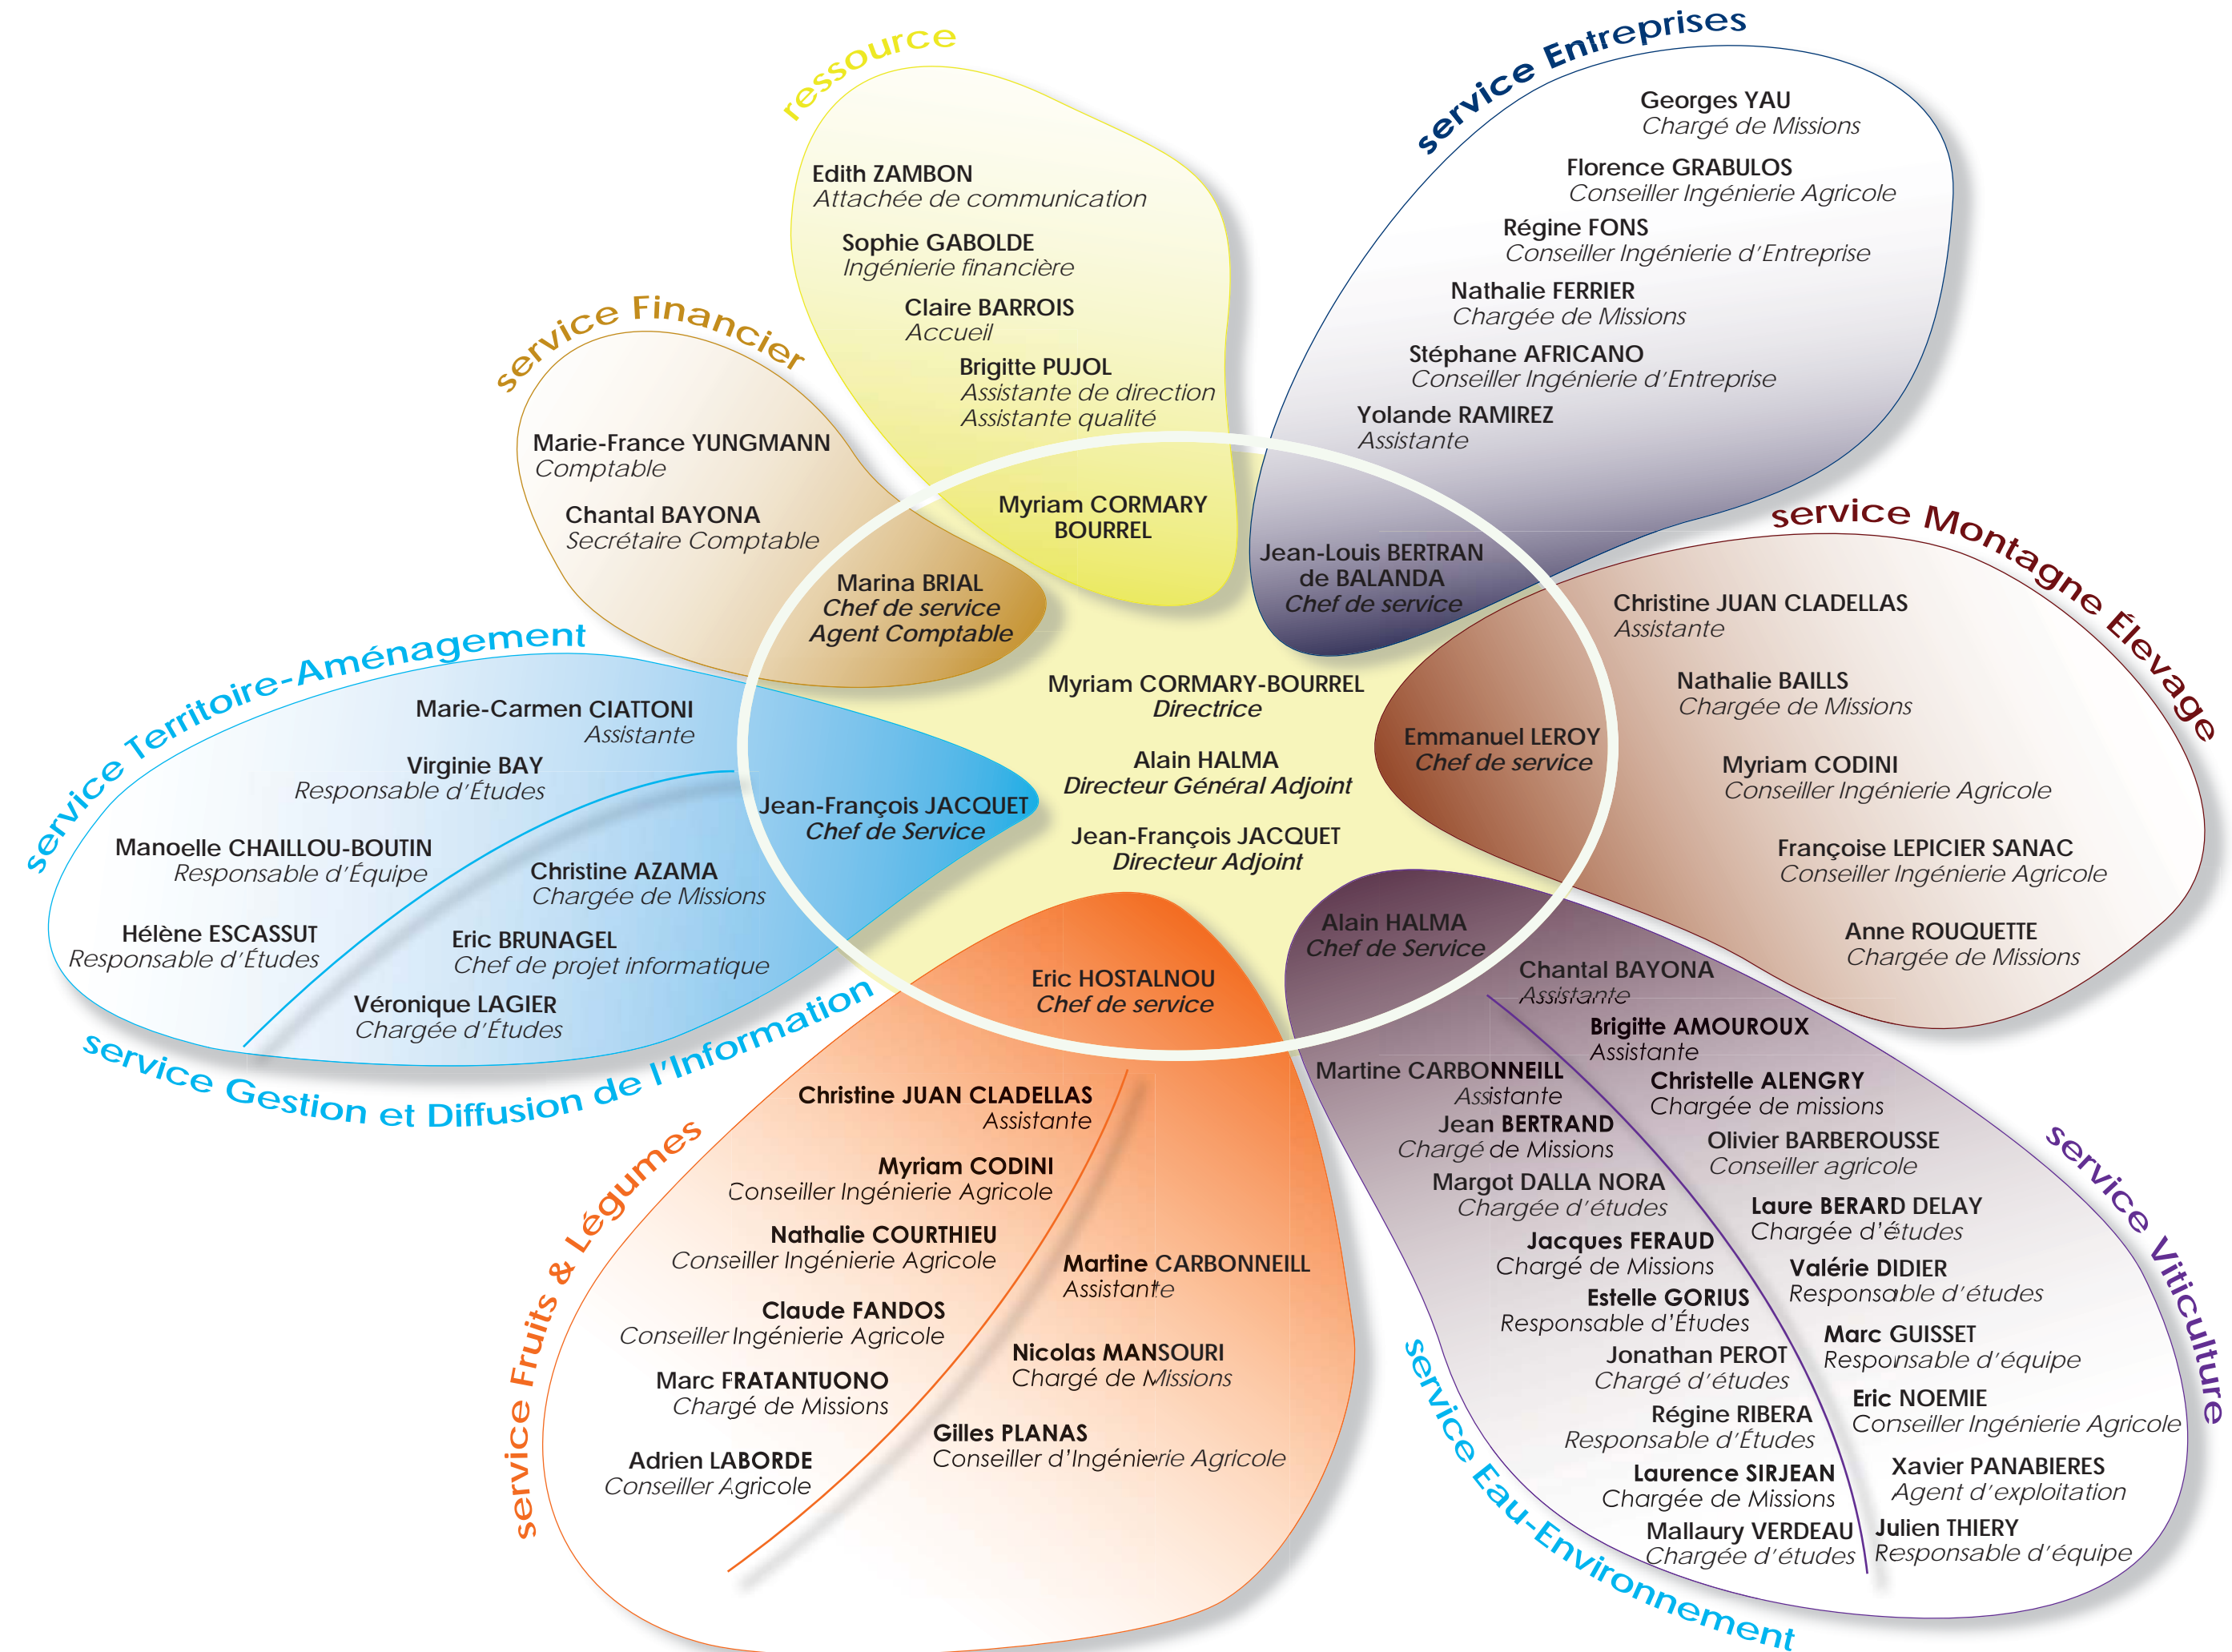 ressource
Edith ZAMBON
Attachée de communication
Sophie GABOLDE
Ingénierie financière
Claire BARROIS
Accueil
Brigitte PUJOL
Assistante de direction
Assistante qualité
Myriam CORMARY
BOURREL
service Entreprises
Georges YAU
Chargé de Missions
Florence GRABULOS
Conseiller Ingénierie Agricole
Régine FONS
Conseiller Ingénierie d'Entreprise
Nathalie FERRIER
Chargée de Missions
Stéphane AFRICANO
Conseiller Ingénierie d'Entreprise
Yolande RAMIREZ
Assistante
Jean-Louis BERTRAN
de BALANDA
Chef de service
service Financier
Marie-France YUNGMANN
Comptable
Chantal BAYONA
Secrétaire Comptable
Marina BRIAL
Chef de service
Agent Comptable
service Montagne Élevage
Christine JUAN CLADELLAS
Assistante
Nathalie BAILLS
Chargée de Missions
Emmanuel LEROY
Chef de service
Myriam CODINI
Conseiller Ingénierie Agricole
Françoise LEPICIER SANAC
Conseiller Ingénierie Agricole
Anne ROUQUETTE
Chargée de Missions
Myriam CORMARY-BOURREL
Directrice
Alain HALMA
Directeur Général Adjoint
Jean-François JACQUET
Directeur Adjoint
service Territoire-Aménagement
Marie-Carmen CIATTONI
Assistante
Virginie BAY
Responsable d'Études
Manoelle CHAILLOU-BOUTIN
Responsable d'Équipe
Hélène ESCASSUT
Responsable d'Études
Jean-François JACQUET
Chef de Service
Christine AZAMA
Chargée de Missions
Eric BRUNAGEL
Chef de projet informatique
Véronique LAGIER
Chargée d'Études
service Gestion et Diffusion de l'Information
Eric HOSTALNOU
Chef de service
service Fruits & Légumes
Christine JUAN CLADELLAS
Assistante
Myriam CODINI
Conseiller Ingénierie Agricole
Nathalie COURTHIEU
Conseiller Ingénierie Agricole
Claude FANDOS
Conseiller Ingénierie Agricole
Marc FRATANTUONO
Chargé de Missions
Adrien LABORDE
Conseiller Agricole
Martine CARBONNEILL
Assistante
Nicolas MANSOURI
Chargé de Missions
Gilles PLANAS
Conseiller d'Ingénierie Agricole
Alain HALMA
Chef de Service
Martine CARBONNEILL
Assistante
Jean BERTRAND
Chargé de Missions
Margot DALLA NORA
Chargée d'études
Jacques FERAUD
Chargé de Missions
Estelle GORIUS
Responsable d'Études
Jonathan PEROT
Chargé d'études
Régine RIBERA
Responsable d'Études
Laurence SIRJEAN
Chargée de Missions
Mallaury VERDEAU
Chargée d'études
service Eau-Environnement
Chantal BAYONA
Assistante
Brigitte AMOUROUX
Assistante
Christelle ALENGRY
Chargée de missions
Olivier BARBEROUSSE
Conseiller agricole
Laure BERARD DELAY
Chargée d'études
Valérie DIDIER
Responsable d'études
Marc GUISSET
Responsable d'équipe
Eric NOEMIE
Conseiller Ingénierie Agricole
Xavier PANABIERES
Agent d'exploitation
Julien THIERY
Responsable d'équipe
service Viticulture